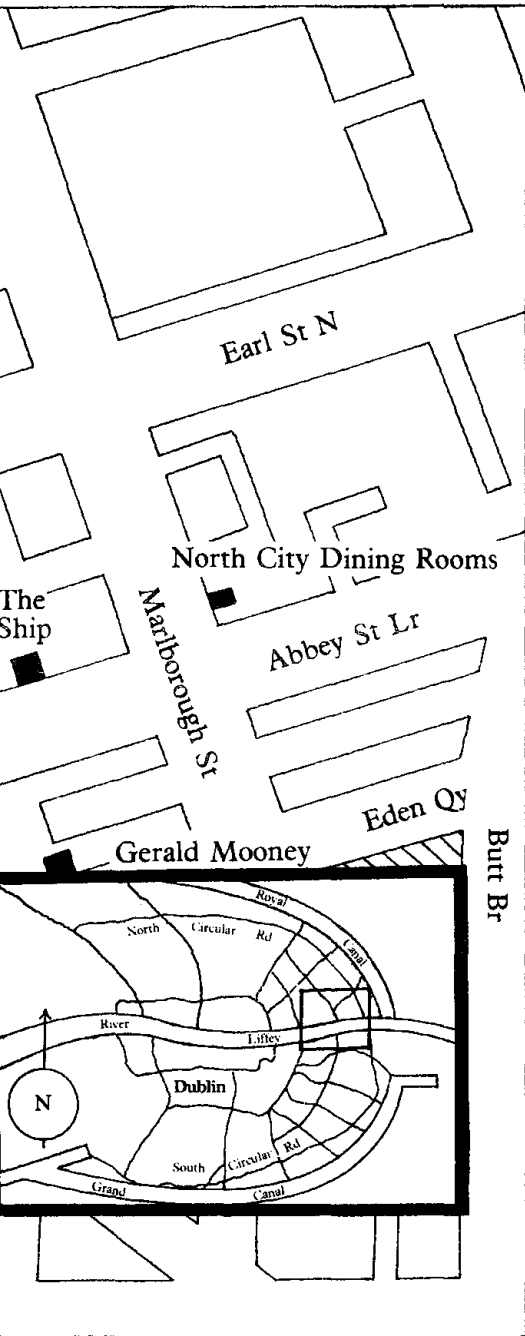 Earl St N
North City Dining Rooms
The
Ship
Marlborough St
Abbey St Lr
Eden Qy
Gerald Mooney
Butt Br
Royal
North Circular Rd
Canal
River
Liffey
Dublin
N
South Circular Rd
Grand
Canal